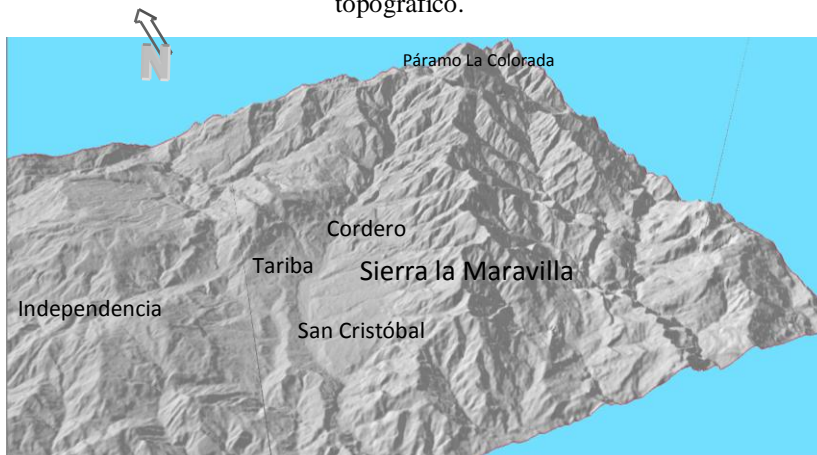 topográfico.
N
Páramo La Colorada
Cordero
Tariba
Sierra la Maravilla
Independencia
San Cristóbal